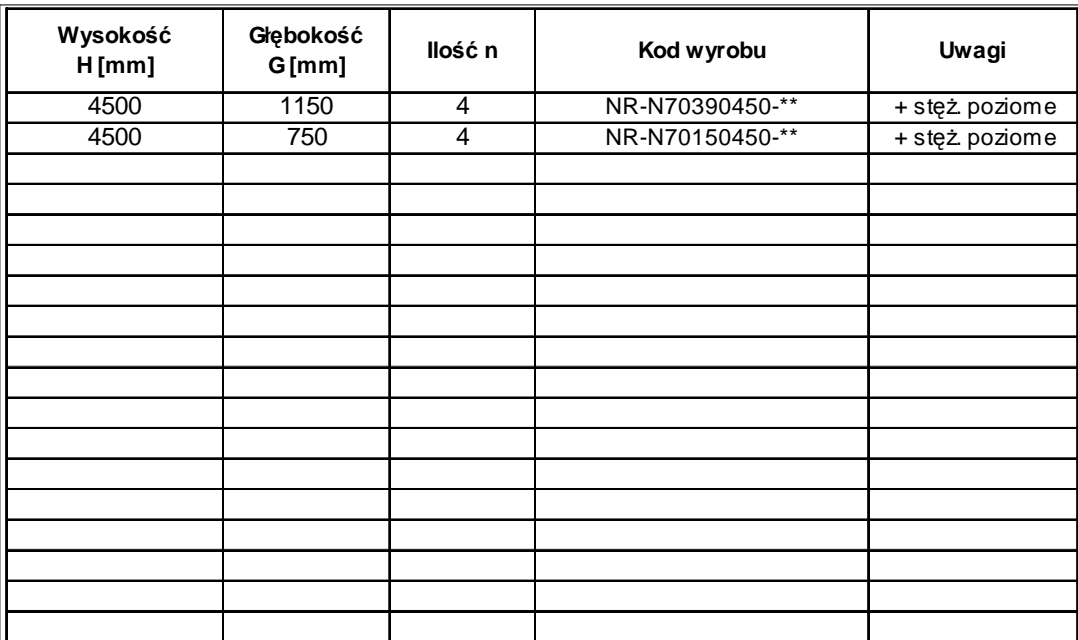 Wysokość Głębokość Ilość n Kod wyrobu Uwagi
H [mm] G [mm]
4500 1150 4 NR-N70390450-** + stęż. poziome
4500 750 4 NR-N70150450-** + stęż. poziome